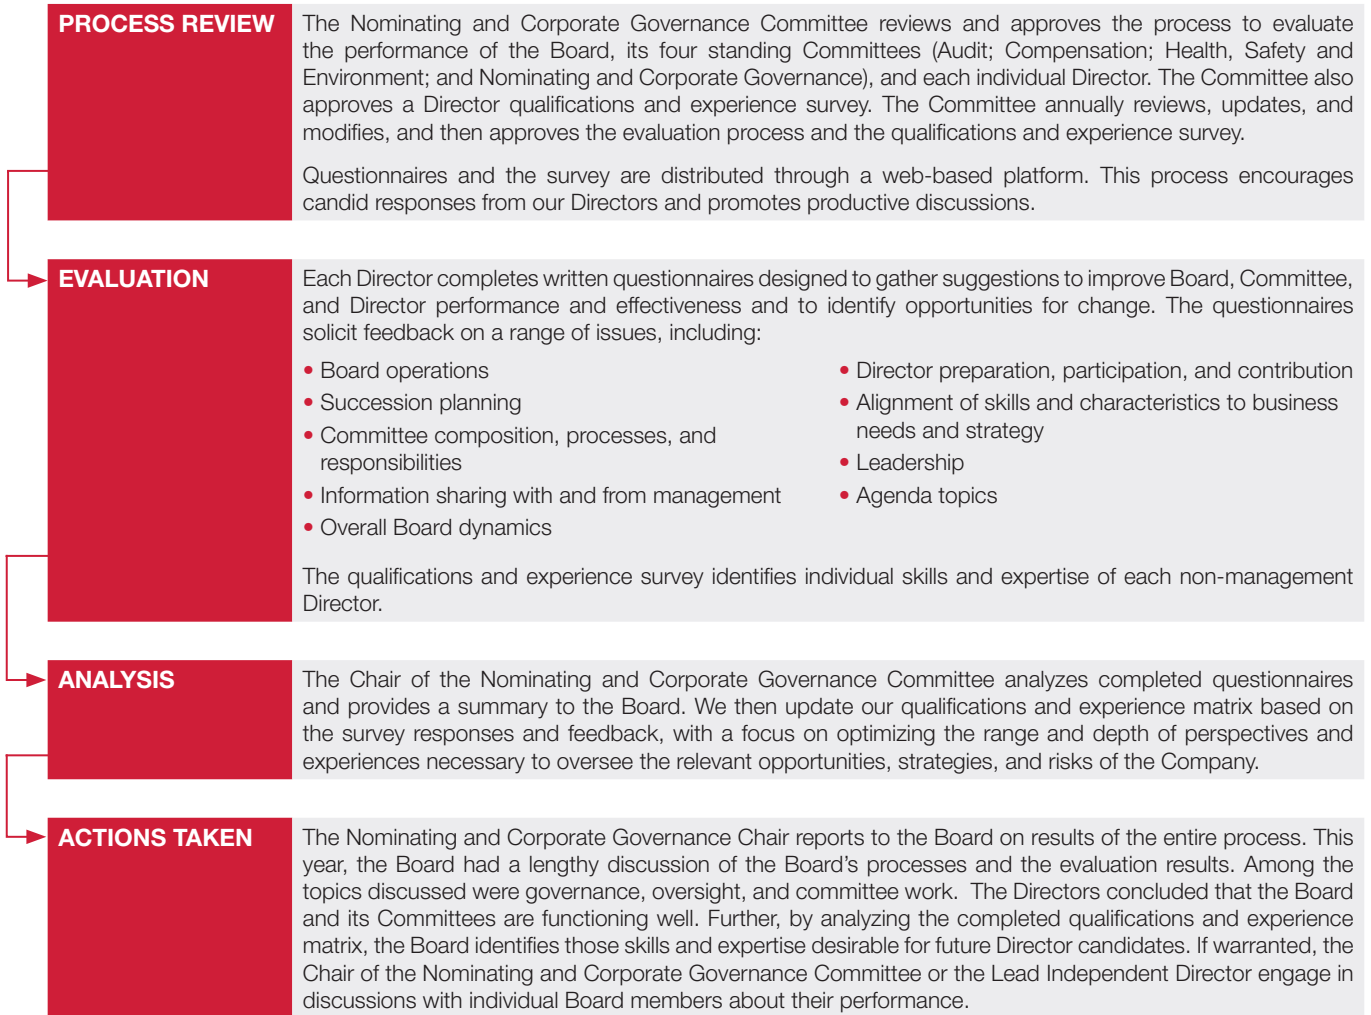 PROCESS REVIEW
The Nominating and Corporate Governance Committee reviews and approves the process to evaluate
the performance of the Board, its four standing Committees (Audit; Compensation; Health, Safety and
Environment; and Nominating and Corporate Governance), and each individual Director. The Committee also
approves a Director qualifications and experience survey. The Committee annually reviews, updates, and
modifies, and then approves the evaluation process and the qualifications and experience survey.
Questionnaires and the survey are distributed through a web-based platform. This process encourages
candid responses from our Directors and promotes productive discussions.
EVALUATION
Each Director completes written questionnaires designed to gather suggestions to improve Board, Committee,
and Director performance and effectiveness and to identify opportunities for change. The questionnaires
solicit feedback on a range of issues, including:
• Board operations
• Succession planning
• Committee composition, processes, and
responsibilities
• Information sharing with and from management
• Overall Board dynamics
• Director preparation, participation, and contribution
• Alignment of skills and characteristics to business
needs and strategy
• Leadership
• Agenda topics
The qualifications and experience survey identifies individual skills and expertise of each non-management
Director.
ANALYSIS
The Chair of the Nominating and Corporate Governance Committee analyzes completed questionnaires
and provides a summary to the Board. We then update our qualifications and experience matrix based on
the survey responses and feedback, with a focus on optimizing the range and depth of perspectives and
experiences necessary to oversee the relevant opportunities, strategies, and risks of the Company.
ACTIONS TAKEN
The Nominating and Corporate Governance Chair reports to the Board on results of the entire process. This
year, the Board had a lengthy discussion of the Board's processes and the evaluation results. Among the
topics discussed were governance, oversight, and committee work. The Directors concluded that the Board
and its Committees are functioning well. Further, by analyzing the completed qualifications and experience
matrix, the Board identifies those skills and expertise desirable for future Director candidates. If warranted, the
Chair of the Nominating and Corporate Governance Committee or the Lead Independent Director engage in
discussions with individual Board members about their performance.